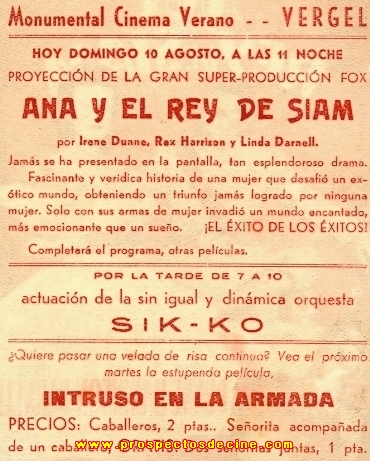 Monumental Cinema Verano - - VERGEL
HOY DOMINGO 10 AGOSTO, A LAS 11 NOCHE
PROYECCIÓN DE LA GRAN SUPER-PRODUCCIÓN FOX
ANA Y EL REY DE SIAM
por Irene Dunne, Rex Harrison y Linda Darnell.
Jamás se ha presentado en la pantalla, tan esplendoroso drama.
Fascinante y verídica historia de una mujer que desafió un ex-
ótico mundo, obteniendo un triunfo jamás logrado por ninguna
mujer. Solo con sus armas de mujer invadió un mundo encantado,
más emocionante que un sueño. ¡EL ÉXITO DE LOS ÉXITOS!
Completará el programa, otras películas.
POR LA TARDE DE 7 A 10
actuación de la sin igual y dinámica orquesta
SIK-KO
¿Quiere pasar una velada de risa continua? Vea el próximo
martes la estupenda película,
INTRUSO EN LA ARMADA
PRECIOS: Caballeros, 2 ptas.. Señorita acompañada
de un caballero, señoritas juntas, 1 pta.
www.prospectosdecine.com